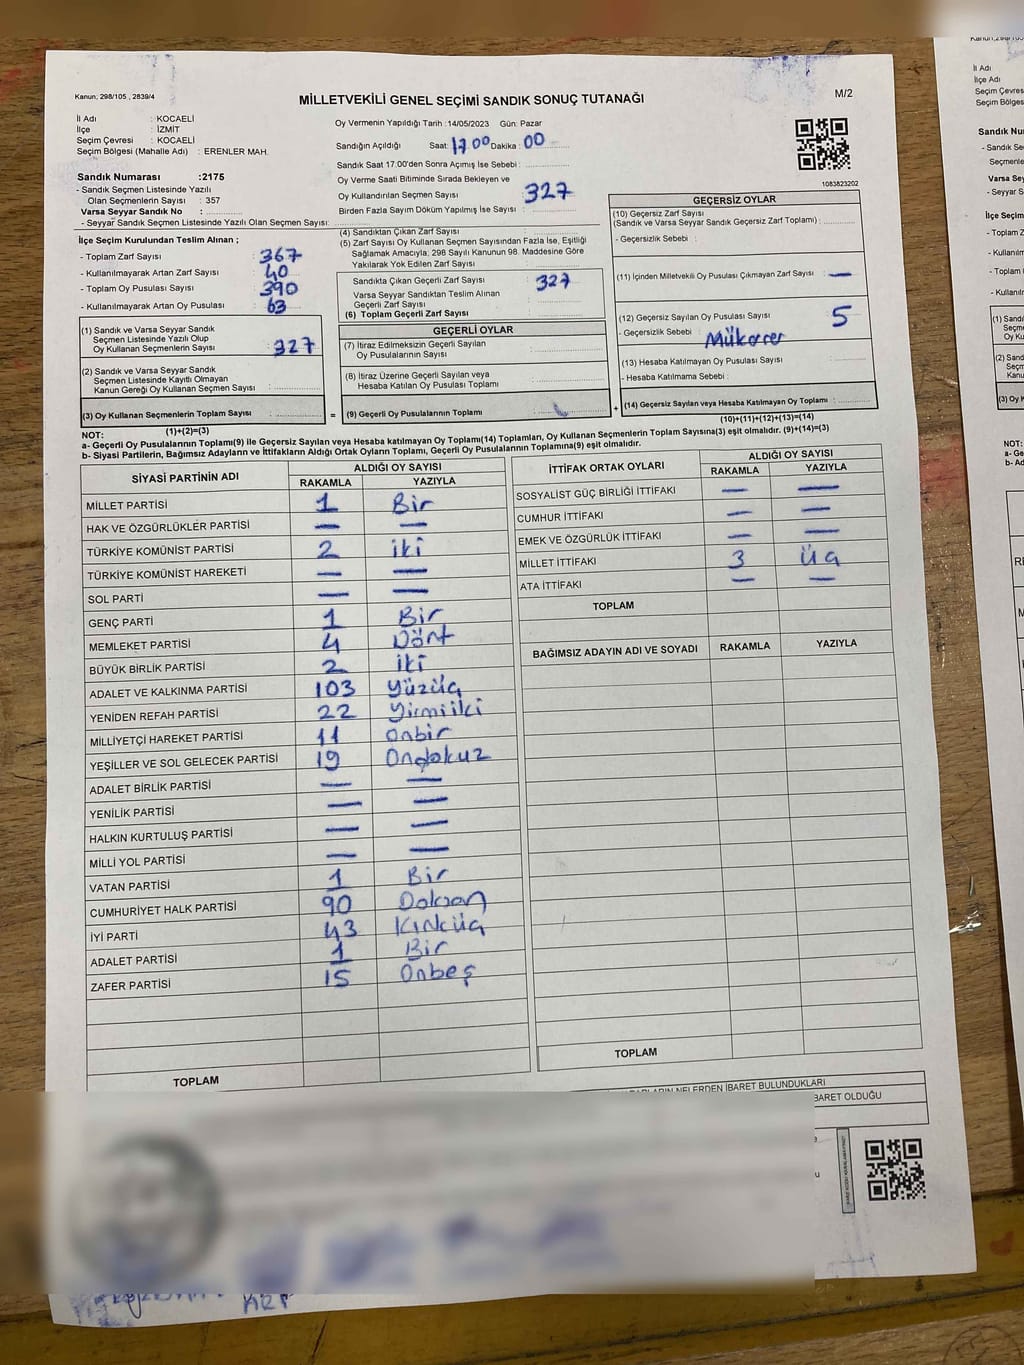 Kanun, 298/105 , 2839/4
MİLLETVEKİLİ GENEL SEÇİMİ SANDIK SONUÇ TUTANAĞI
M/2
İl Adı : KOCAELİ
İlçe : İZMİT
Seçim Çevresi : KOCAELİ
Seçim Bölgesi (Mahalle Adı) : ERENLER MAH.
Sandık Numarası :2175
- Sandık Seçmen Listesinde Yazılı
Olan Seçmenlerin Sayısı : 357
Varsa Seyyar Sandık No :
- Seyyar Sandık Seçmen Listesinde Yazılı Olan Seçmen Sayısı:
İlçe Seçim Kurulundan Teslim Alınan ;
- Toplam Zarf Sayısı : 367
- Kullanılmayarak Artan Zarf Sayısı : 40
- Toplam Oy Pusulası Sayısı : 390
- Kullanılmayarak Artan Oy Pusulası : 63
(1) Sandık ve Varsa Seyyar Sandık
Seçmen Listesinde Yazılı Olup
Oy Kullanan Seçmenlerin Sayısı : 327
(2) Sandık ve Varsa Seyyar Sandık
Seçmen Listesinde Kayıtlı Olmayan
Kanun Gereği Oy Kullanan Seçmen Sayısı :
(3) Oy Kullanan Seçmenlerin Toplam Sayısı :
(1)+(2)=(3)
Oy Vermenin Yapıldığı Tarih : 14/05/2023 Gün: Pazar
Sandığın Açıldığı Saat: 17.00 Dakika : 00
Sandık Saat 17.00'den Sonra Açımış İse Sebebi :
Oy Verme Saati Bitiminde Sırada Bekleyen ve
Oy Kullandırılan Seçmen Sayısı : 327
Birden Fazla Sayım Döküm Yapılmış İse Sayısı :
(4) Sandıktan Çıkan Zarf Sayısı :
(5) Zarf Sayısı Oy Kullanan Seçmen Sayısından Fazla İse, Eşitliği
Sağlamak Amacıyla; 298 Sayılı Kanunun 98. Maddesine Göre
Yakılarak Yok Edilen Zarf Sayısı :
Sandıkta Çıkan Geçerli Zarf Sayısı : 327
Varsa Seyyar Sandıktan Teslim Alınan
Geçerli Zarf Sayısı :
(6) Toplam Geçerli Zarf Sayısı :
GEÇERLİ OYLAR
(7) İtiraz Edilmeksizin Geçerli Sayılan
Oy Pusulalarının Sayısı :
(8) İtiraz Üzerine Geçerli Sayılan veya
Hesaba Katılan Oy Pusulası Toplamı :
= (9) Geçerli Oy Pusulalarının Toplamı :
1083823202
GEÇERSİZ OYLAR
(10) Geçersiz Zarf Sayısı
(Sandık ve Varsa Seyyar Sandık Geçersiz Zarf Toplamı) :
- Geçersizlik Sebebi :
(11) İçinden Milletvekili Oy Pusulası Çıkmayan Zarf Sayısı : —
(12) Geçersiz Sayılan Oy Pusulası Sayısı : 5
- Geçersizlik Sebebi : Mükerrer
(13) Hesaba Katılmayan Oy Pusulası Sayısı :
- Hesaba Katılmama Sebebi :
+ (14) Geçersiz Sayılan veya Hesaba Katılmayan Oy Toplamı :
(10)+(11)+(12)+(13)=(14)
NOT:
a- Geçerli Oy Pusulalarının Toplamı(9) ile Geçersiz Sayılan veya Hesaba katılmayan Oy Toplamı(14) Toplamları, Oy Kullanan Seçmenlerin Toplam Sayısına(3) eşit olmalıdır. (9)+(14)=(3)
b- Siyasi Partilerin, Bağımsız Adayların ve İttifakların Aldığı Ortak Oyların Toplamı, Geçerli Oy Pusulalarının Toplamına(9) eşit olmalıdır.
SİYASİ PARTİNİN ADI ALDIĞI OY SAYISI
RAKAMLA YAZIYLA
MİLLET PARTİSİ 1 Bir
HAK VE ÖZGÜRLÜKLER PARTİSİ — —
TÜRKİYE KOMÜNİST PARTİSİ 2 iki
TÜRKİYE KOMÜNİST HAREKETİ — —
SOL PARTİ — —
GENÇ PARTİ 1 Bir
MEMLEKET PARTİSİ 4 Dört
BÜYÜK BİRLİK PARTİSİ 2 iki
ADALET VE KALKINMA PARTİSİ 103 Yüzüç
YENİDEN REFAH PARTİSİ 22 Yirmiiki
MİLLİYETÇİ HAREKET PARTİSİ 11 Onbir
YEŞİLLER VE SOL GELECEK PARTİSİ 19 Ondokuz
ADALET BİRLİK PARTİSİ — —
YENİLİK PARTİSİ — —
HALKIN KURTULUŞ PARTİSİ — —
MİLLİ YOL PARTİSİ — —
VATAN PARTİSİ 1 Bir
CUMHURİYET HALK PARTİSİ 90 Doksan
İYİ PARTİ 43 Kırküç
ADALET PARTİSİ 1 Bir
ZAFER PARTİSİ 15 Onbeş
TOPLAM
İTTİFAK ORTAK OYLARI ALDIĞI OY SAYISI
RAKAMLA YAZIYLA
SOSYALİST GÜÇ BİRLİĞİ İTTİFAKI — —
CUMHUR İTTİFAKI — —
EMEK VE ÖZGÜRLÜK İTTİFAKI — —
MİLLET İTTİFAKI 3 Üç
ATA İTTİFAKI — —
TOPLAM
BAĞIMSIZ ADAYIN ADI VE SOYADI RAKAMLA YAZIYLA
TOPLAM
NELERDEN İBARET BULUNDUKLARI
BARET OLDUĞU